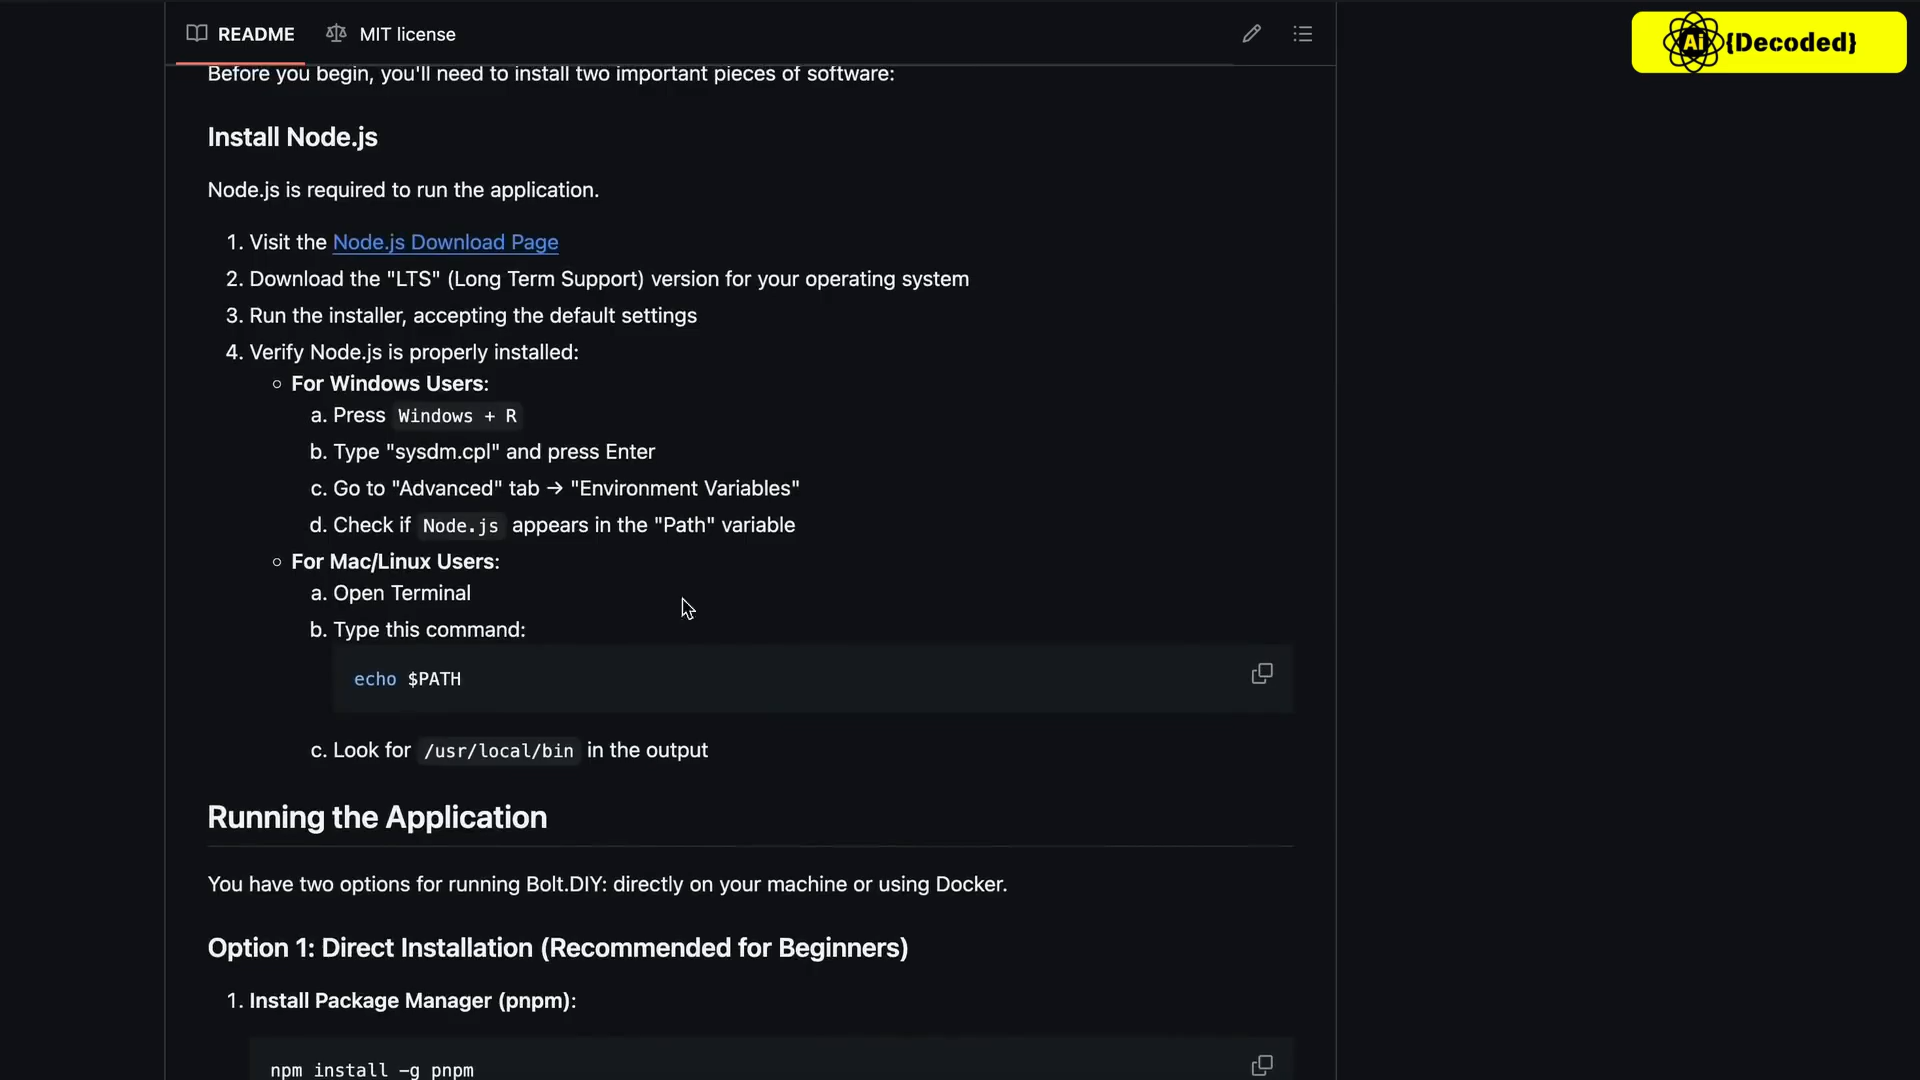 README
MIT license
Ai {Decoded}
Before you begin, you'll need to install two important pieces of software:
Install Node.js
Node.js is required to run the application.
1. Visit the Node.js Download Page
2. Download the "LTS" (Long Term Support) version for your operating system
3. Run the installer, accepting the default settings
4. Verify Node.js is properly installed:
For Windows Users:
a. Press Windows + R
b. Type "sysdm.cpl" and press Enter
c. Go to "Advanced" tab → "Environment Variables"
d. Check if Node.js appears in the "Path" variable
For Mac/Linux Users:
a. Open Terminal
b. Type this command:
echo $PATH
c. Look for /usr/local/bin in the output
Running the Application
You have two options for running Bolt.DIY: directly on your machine or using Docker.
Option 1: Direct Installation (Recommended for Beginners)
1. Install Package Manager (pnpm):
npm install -g pnpm